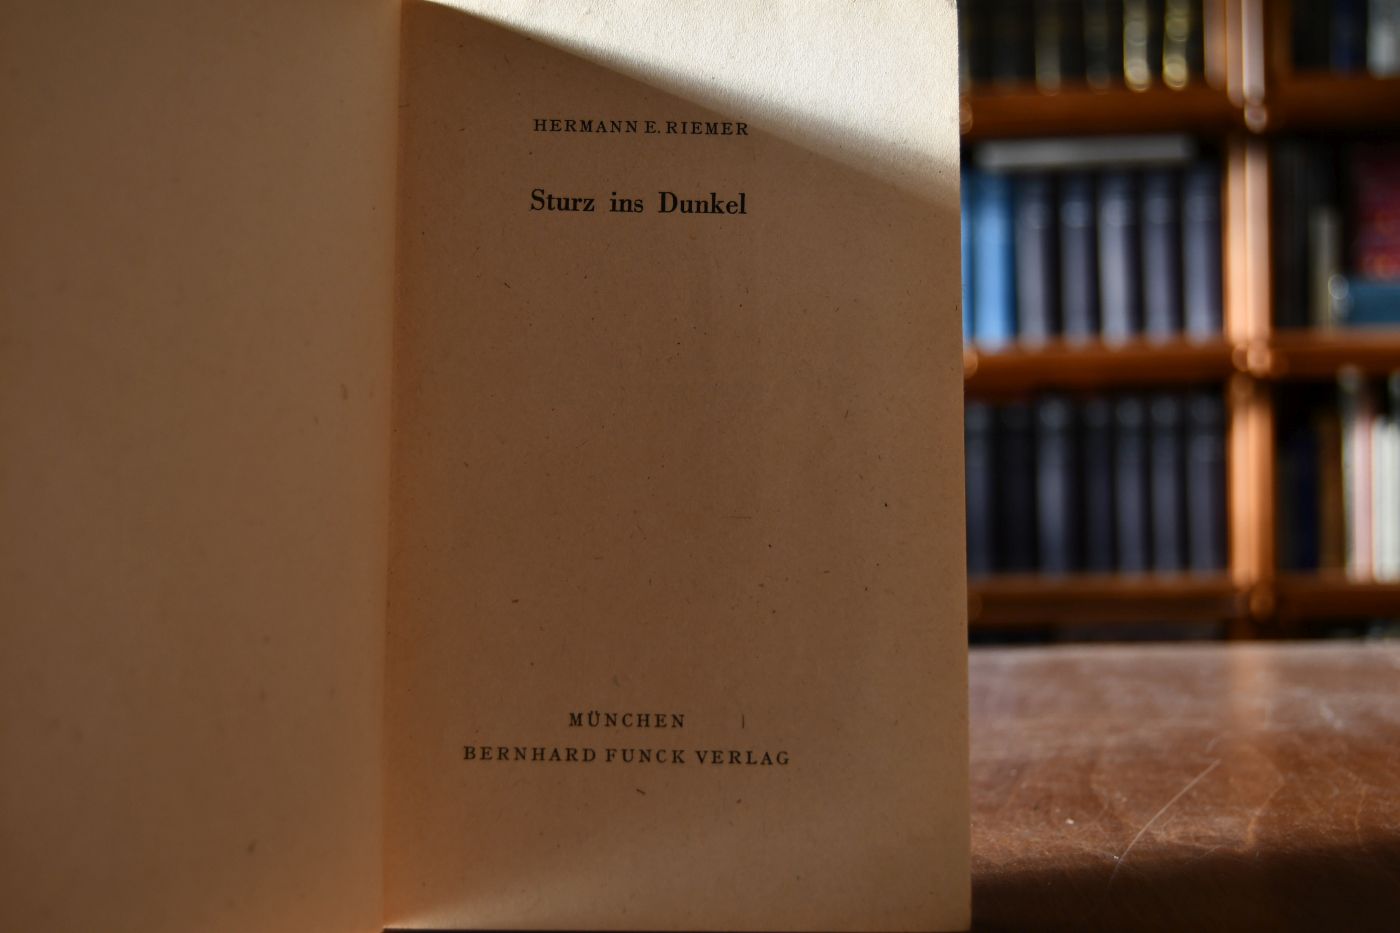 HERMANN E. RIEMER
Sturz ins Dunkel
MÜNCHEN
BERNHARD FUNCK VERLAG